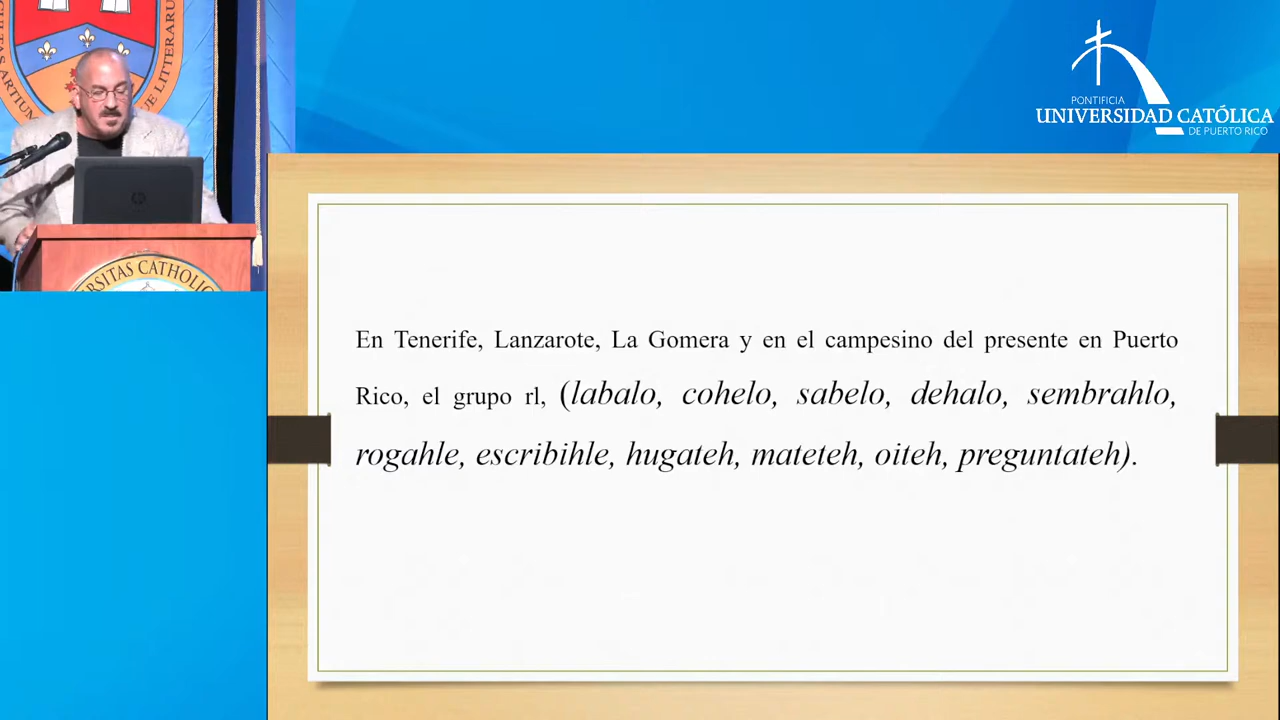 PONTIFICIA
UNIVERSIDAD CATÓLICA
DE PUERTO RICO
En Tenerife, Lanzarote, La Gomera y en el campesino del presente en Puerto
Rico, el grupo rl, (labalo, cohelo, sabelo, dehalo, sembrahlo,
rogahle, escribihle, hugateh, mateteh, oiteh, preguntateh).